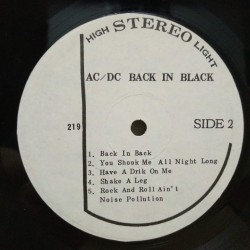 HIGH STEREO LIGHT
AC/DC BACK IN BLACK
219
SIDE 2
1. Back In Back
2. You Shook Me All Night Long
3. Have A Drik On Me
4. Shake A Leg
5. Rock And Roll Ain't
Noise Pollution